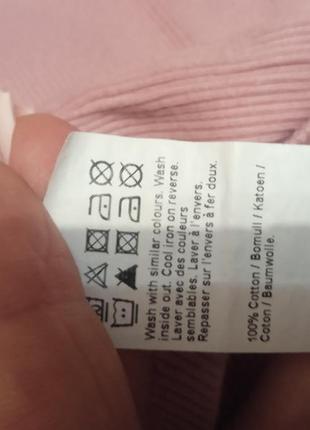 Wash with similar colours. Wash
inside out. Cool iron on reverse.
Laver avec des couleurs
semblables. Laver à l'envers.
Repasser sur l'envers à fer doux.
100% Cotton / Bomull / Katoen /
Coton / Baumwolle.